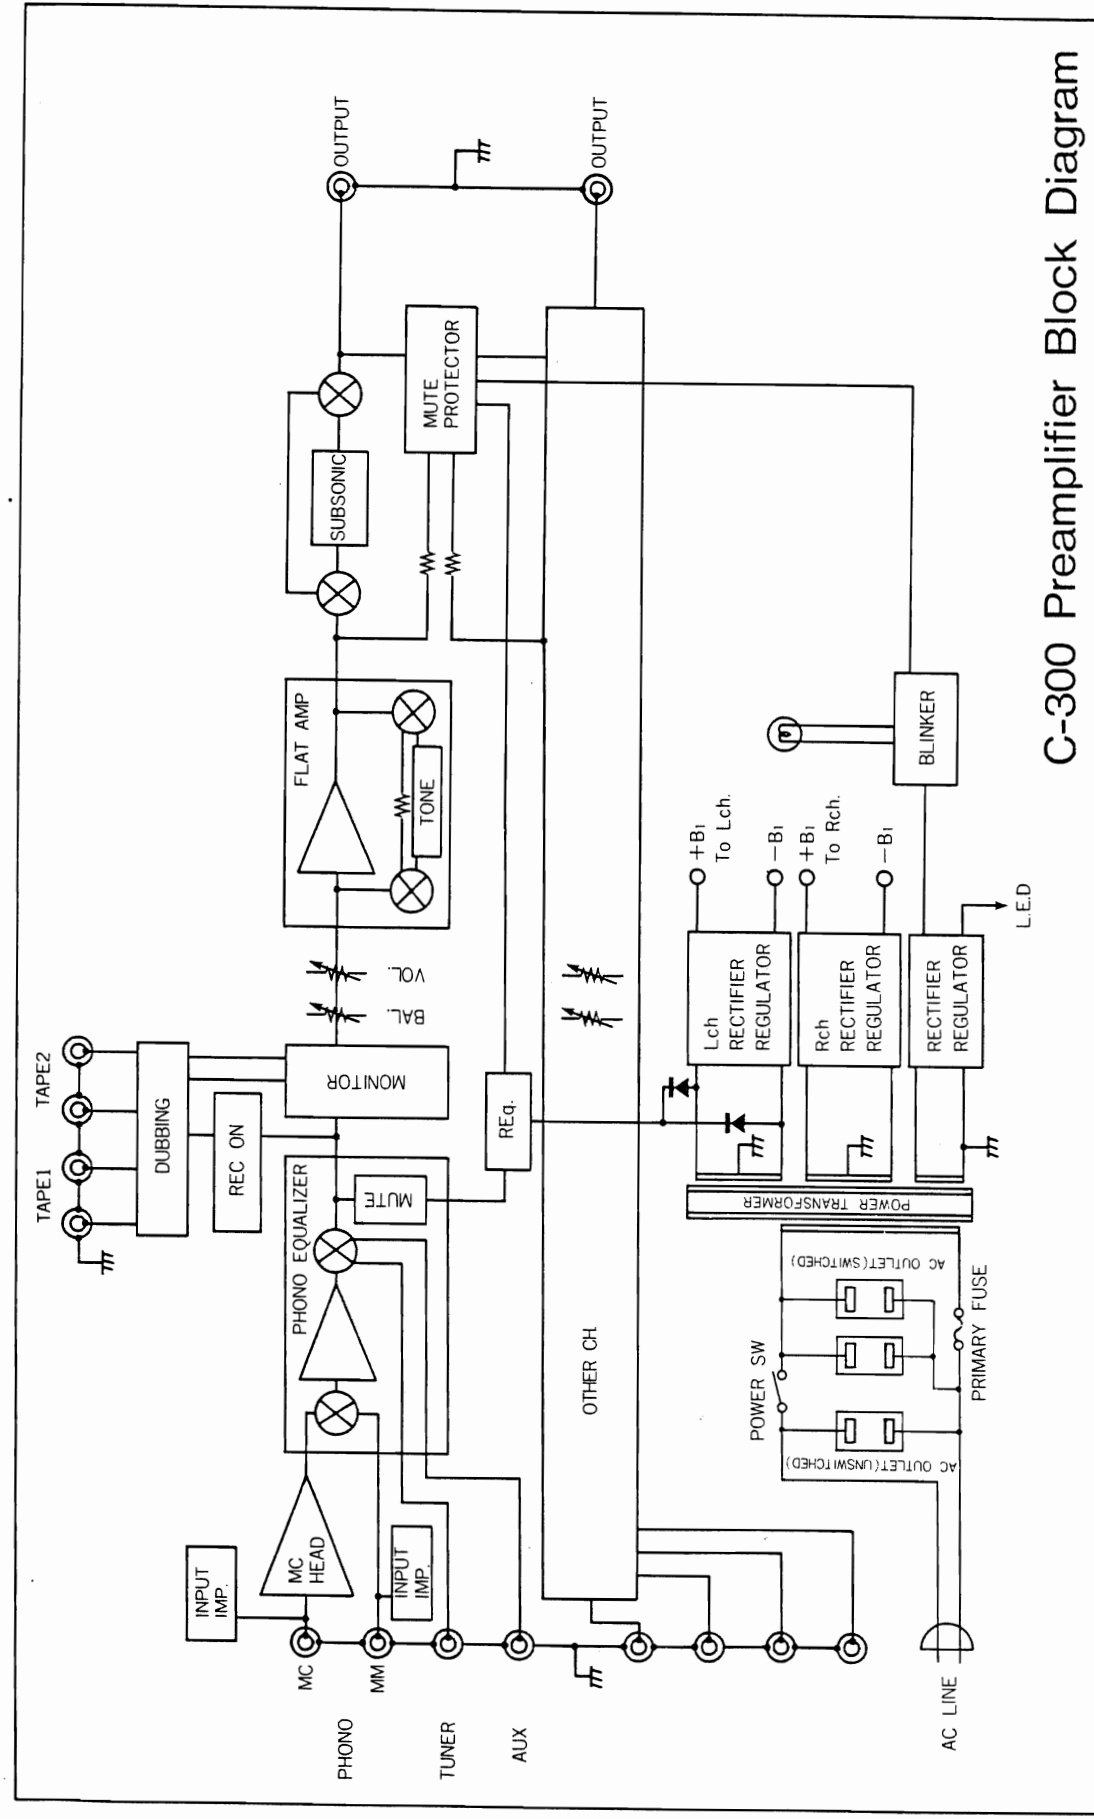 TAPE1
TAPE2
DUBBING
REC ON
INPUT
IMP.
MC
HEAD
MC
PHONO
MM
INPUT
IMP.
TUNER
AUX
PHONO EQUALIZER
MUTE
MONITOR
BAL.
VOL.
FLAT AMP
TONE
SUBSONIC
MUTE
PROTECTOR
OUTPUT
OUTPUT
REq.
OTHER CH.
AC LINE
POWER SW
AC OUTLET(UNSWITCHED)
AC OUTLET(SWITCHED)
PRIMARY FUSE
POWER TRANSFORMER
Lch
RECTIFIER
REGULATOR
+B1
To Lch.
-B1
Rch
RECTIFIER
REGULATOR
+B1
To Rch.
-B1
RECTIFIER
REGULATOR
L.E.D
BLINKER
C-300 Preamplifier Block Diagram